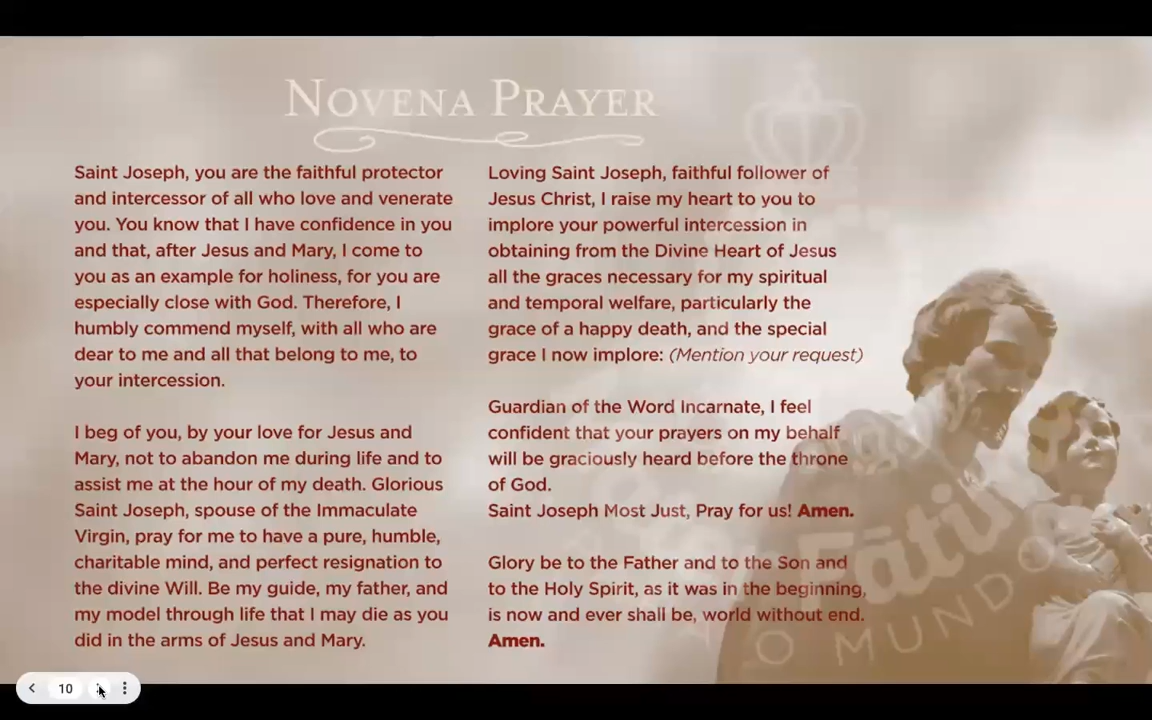 NOVENA PRAYER
Saint Joseph, you are the faithful protector
and intercessor of all who love and venerate
you. You know that I have confidence in you
and that, after Jesus and Mary, I come to
you as an example for holiness, for you are
especially close with God. Therefore, I
humbly commend myself, with all who are
dear to me and all that belong to me, to
your intercession.
I beg of you, by your love for Jesus and
Mary, not to abandon me during life and to
assist me at the hour of my death. Glorious
Saint Joseph, spouse of the Immaculate
Virgin, pray for me to have a pure, humble,
charitable mind, and perfect resignation to
the divine Will. Be my guide, my father, and
my model through life that I may die as you
did in the arms of Jesus and Mary.
Loving Saint Joseph, faithful follower of
Jesus Christ, I raise my heart to you to
implore your powerful intercession in
obtaining from the Divine Heart of Jesus
all the graces necessary for my spiritual
and temporal welfare, particularly the
grace of a happy death, and the special
grace I now implore: (Mention your request)
Guardian of the Word Incarnate, I feel
confident that your prayers on my behalf
will be graciously heard before the throne
of God.
Saint Joseph Most Just, Pray for us! Amen.
Glory be to the Father and to the Son and
to the Holy Spirit, as it was in the beginning,
is now and ever shall be, world without end.
Amen.
O MUNDO
10